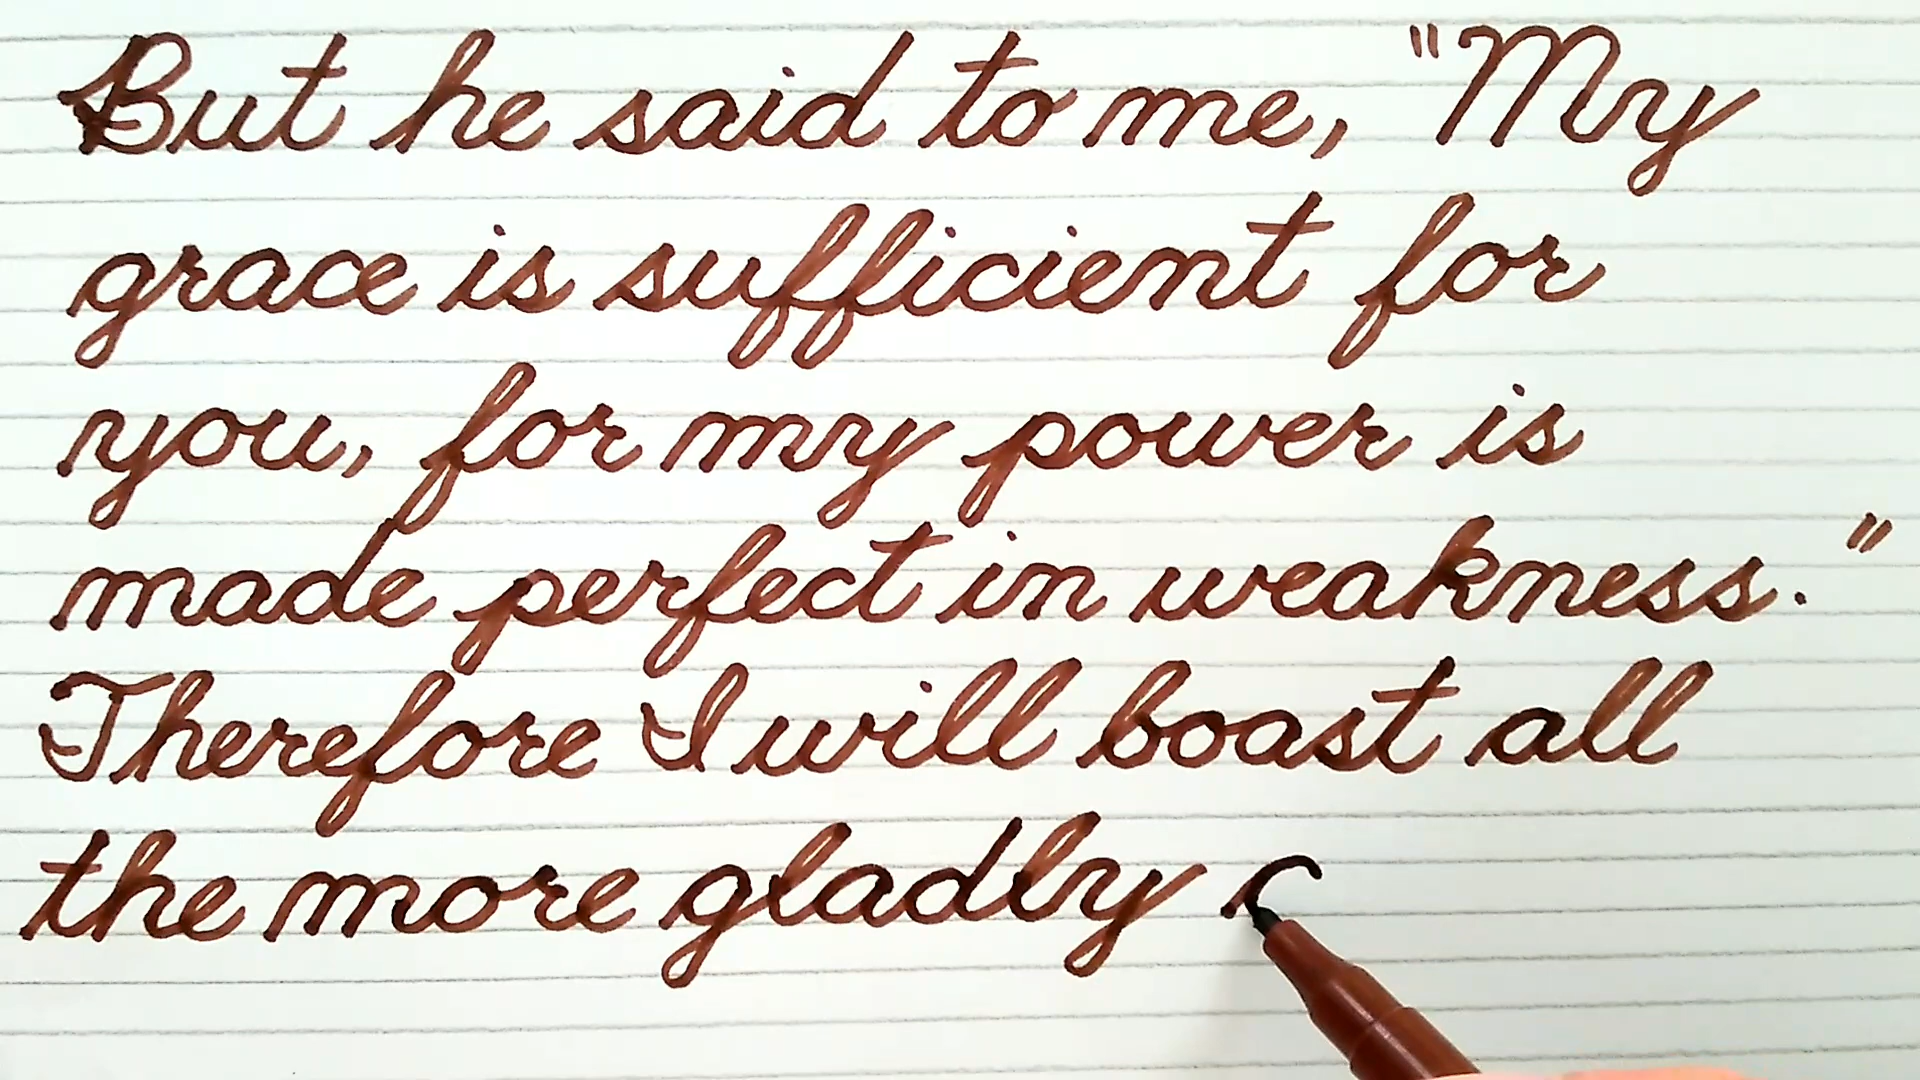 But he said to me, "My
grace is sufficient for
you, for my power is
made perfect in weakness."
Therefore I will boast all
the more gladly